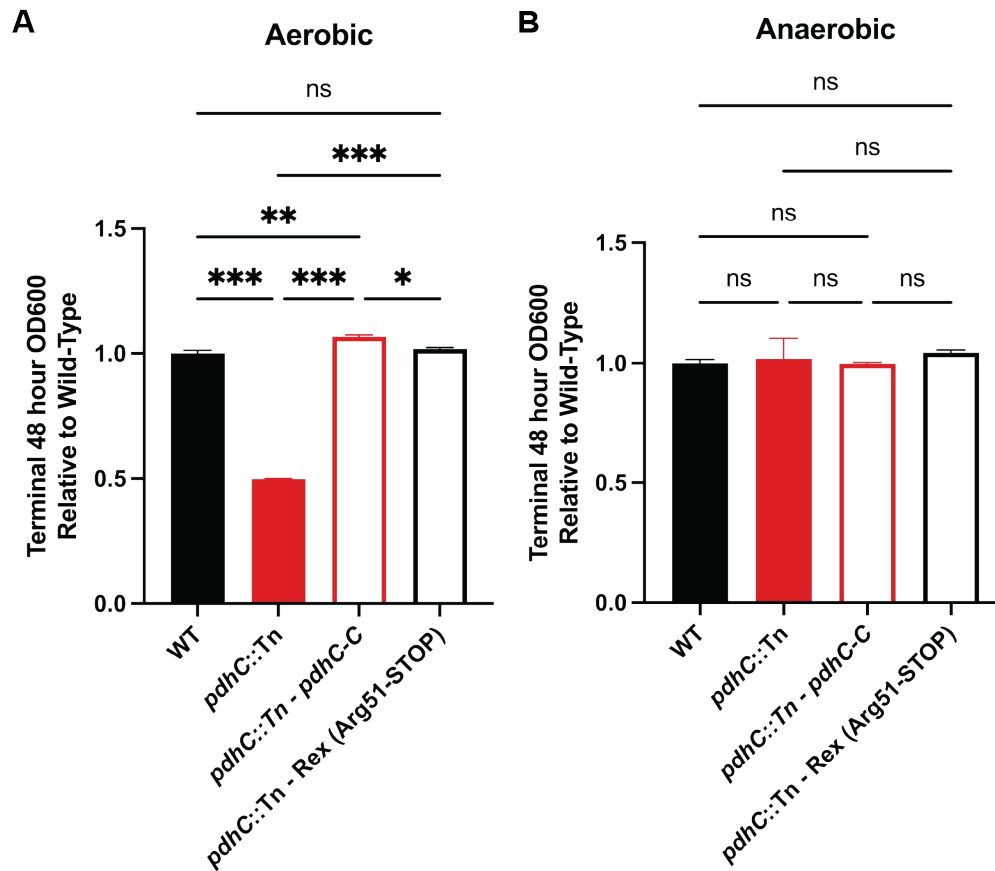 A
Aerobic
ns
***
**
*** *** *
Terminal 48 hour OD600
Relative to Wild-Type
1.5
1.0
0.5
0.0
WT
pdhC::Tn
pdhC::Tn - pdhC-C
pdhC::Tn - Rex (Arg51-STOP)
B
Anaerobic
ns
ns
ns
ns ns ns
Terminal 48 hour OD600
Relative to Wild-Type
1.5
1.0
0.5
0.0
WT
pdhC::Tn
pdhC::Tn - pdhC-C
pdhC::Tn - Rex (Arg51-STOP)